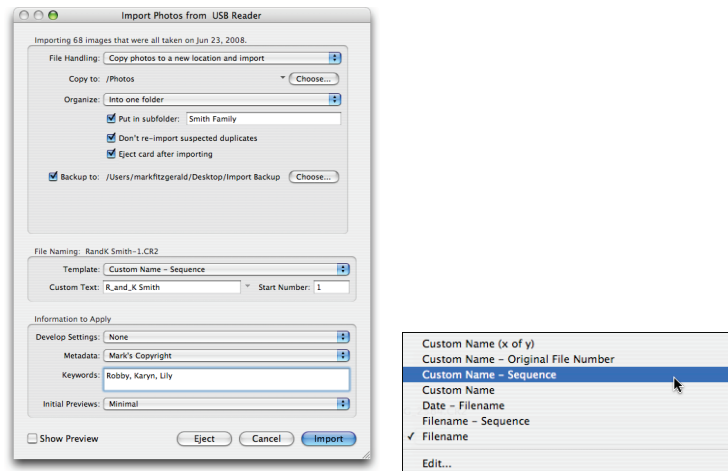 Import Photos from USB Reader
Importing 68 images that were all taken on Jun 23, 2008.
File Handling: Copy photos to a new location and import
Copy to: /Photos Choose...
Organize: Into one folder
Put in subfolder: Smith Family
Don't re-import suspected duplicates
Eject card after importing
Backup to: /Users/markfitzgerald/Desktop/Import Backup Choose...
File Naming: RandK Smith-1.CR2
Template: Custom Name - Sequence
Custom Text: R_and_K Smith Start Number: 1
Information to Apply
Develop Settings: None
Metadata: Mark's Copyright
Keywords: Robby, Karyn, Lily
Initial Previews: Minimal
Show Preview Eject Cancel Import
Custom Name (x of y)
Custom Name - Original File Number
Custom Name - Sequence
Custom Name
Date - Filename
Filename - Sequence
✓ Filename
Edit...